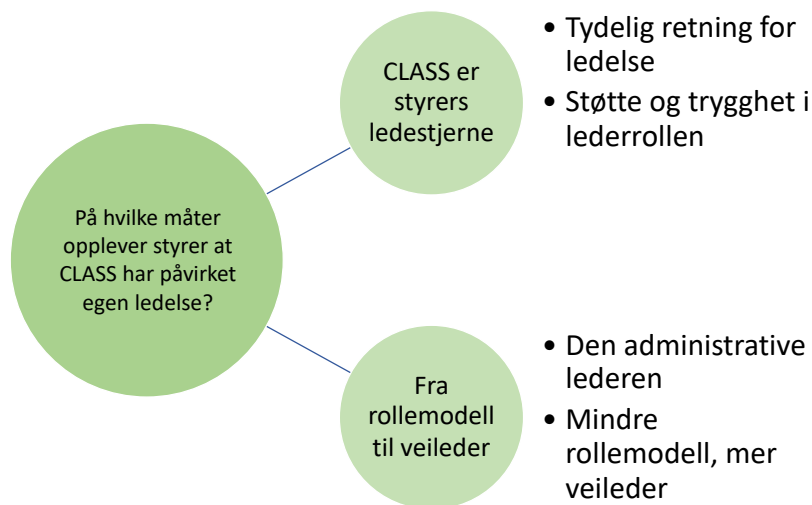 På hvilke måter
opplever styrer at
CLASS har påvirket
egen ledelse?
CLASS er
styrers
ledestjerne
• Tydelig retning for
ledelse
• Støtte og trygghet i
lederrollen
Fra
rollemodell
til veileder
• Den administrative
lederen
• Mindre
rollemodell, mer
veileder